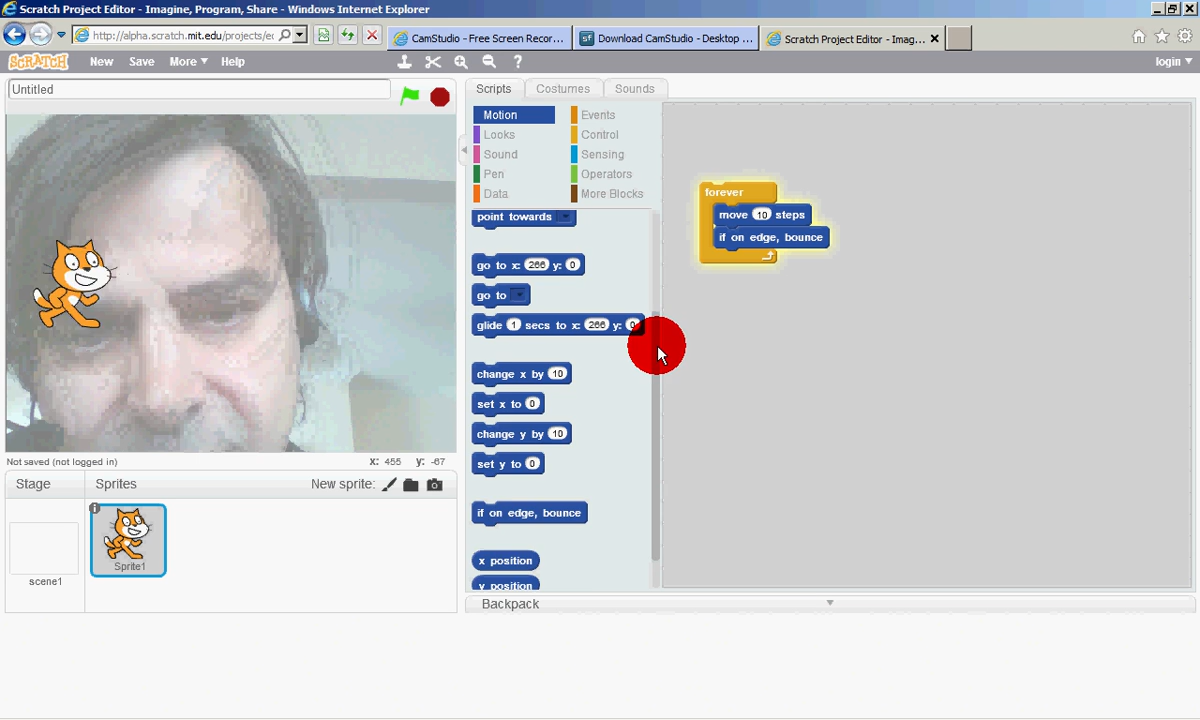 Scratch Project Editor - Imagine, Program, Share - Windows Internet Explorer
http://alpha.scratch.mit.edu/projects/ec
CamStudio - Free Screen Recor...
Download CamStudio - Desktop ...
Scratch Project Editor - Imag...
SCRATCH New Save More Help ? login
Untitled
Scripts Costumes Sounds
Motion Events
Looks Control
Sound Sensing
Pen Operators
Data More Blocks
point towards
go to x: 266 y: 0
go to
glide 1 secs to x: 266 y: 0
change x by 10
set x to 0
change y by 10
set y to 0
if on edge, bounce
x position
y position
forever
move 10 steps
if on edge, bounce
Not saved (not logged in) x: 455 y: -67
Stage Sprites New sprite:
i
Sprite1
scene1
Backpack